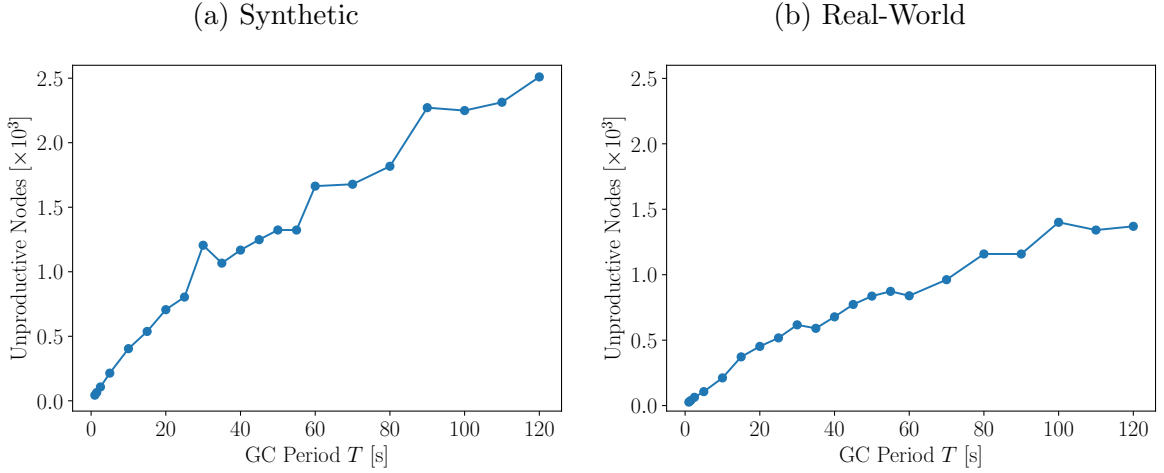 (a) Synthetic
Unproductive Nodes [×10³]
2.5
2.0
1.5
1.0
0.5
0.0
0 20 40 60 80 100 120
GC Period T [s]
(b) Real-World
Unproductive Nodes [×10³]
2.5
2.0
1.5
1.0
0.5
0.0
0 20 40 60 80 100 120
GC Period T [s]